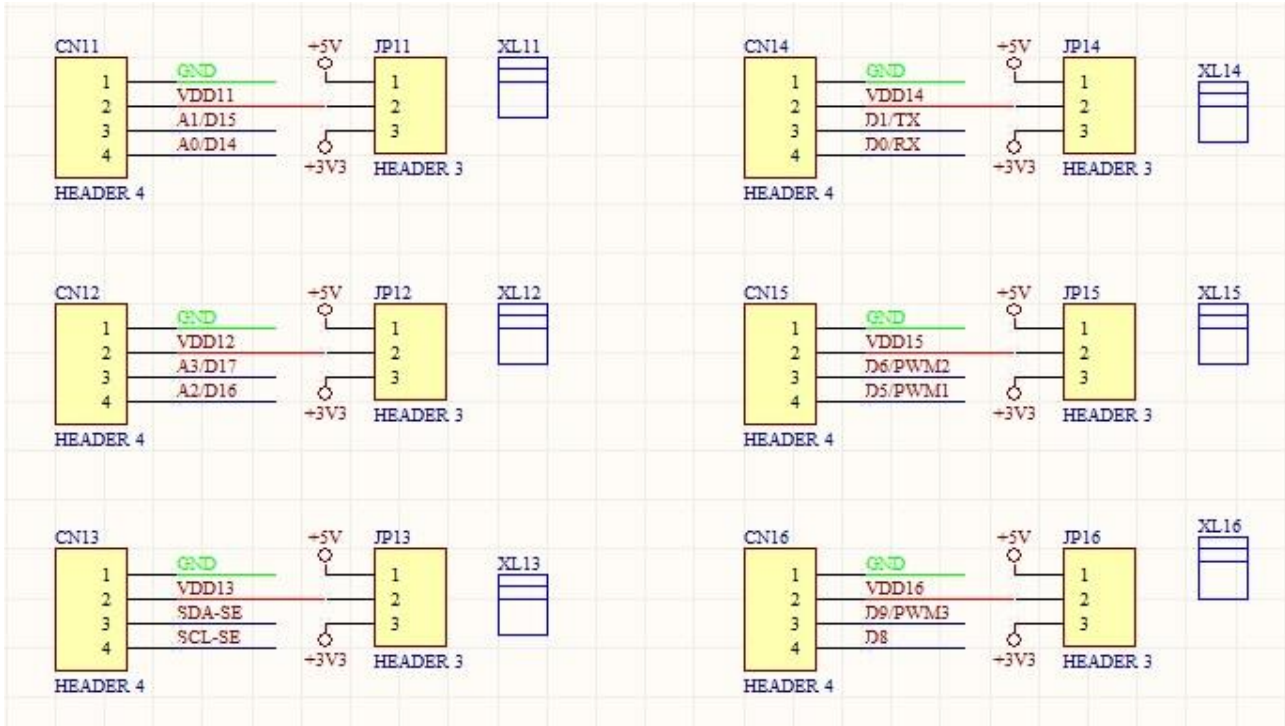 CN11
+5V
JP11
XL11
1
GND
1
2
VDD11
2
3
A1/D15
3
4
A0/D14
+3V3
HEADER 3
HEADER 4
CN14
+5V
JP14
XL14
1
GND
1
2
VDD14
2
3
D1/TX
3
4
D0/RX
+3V3
HEADER 3
HEADER 4
CN12
+5V
JP12
XL12
1
GND
1
2
VDD12
2
3
A3/D17
3
4
A2/D16
+3V3
HEADER 3
HEADER 4
CN15
+5V
JP15
XL15
1
GND
1
2
VDD15
2
3
D6/PWM2
3
4
D5/PWM1
+3V3
HEADER 3
HEADER 4
CN13
+5V
JP13
XL13
1
GND
1
2
VDD13
2
3
SDA-SE
3
4
SCL-SE
+3V3
HEADER 3
HEADER 4
CN16
+5V
JP16
XL16
1
GND
1
2
VDD16
2
3
D9/PWM3
3
4
D8
+3V3
HEADER 3
HEADER 4